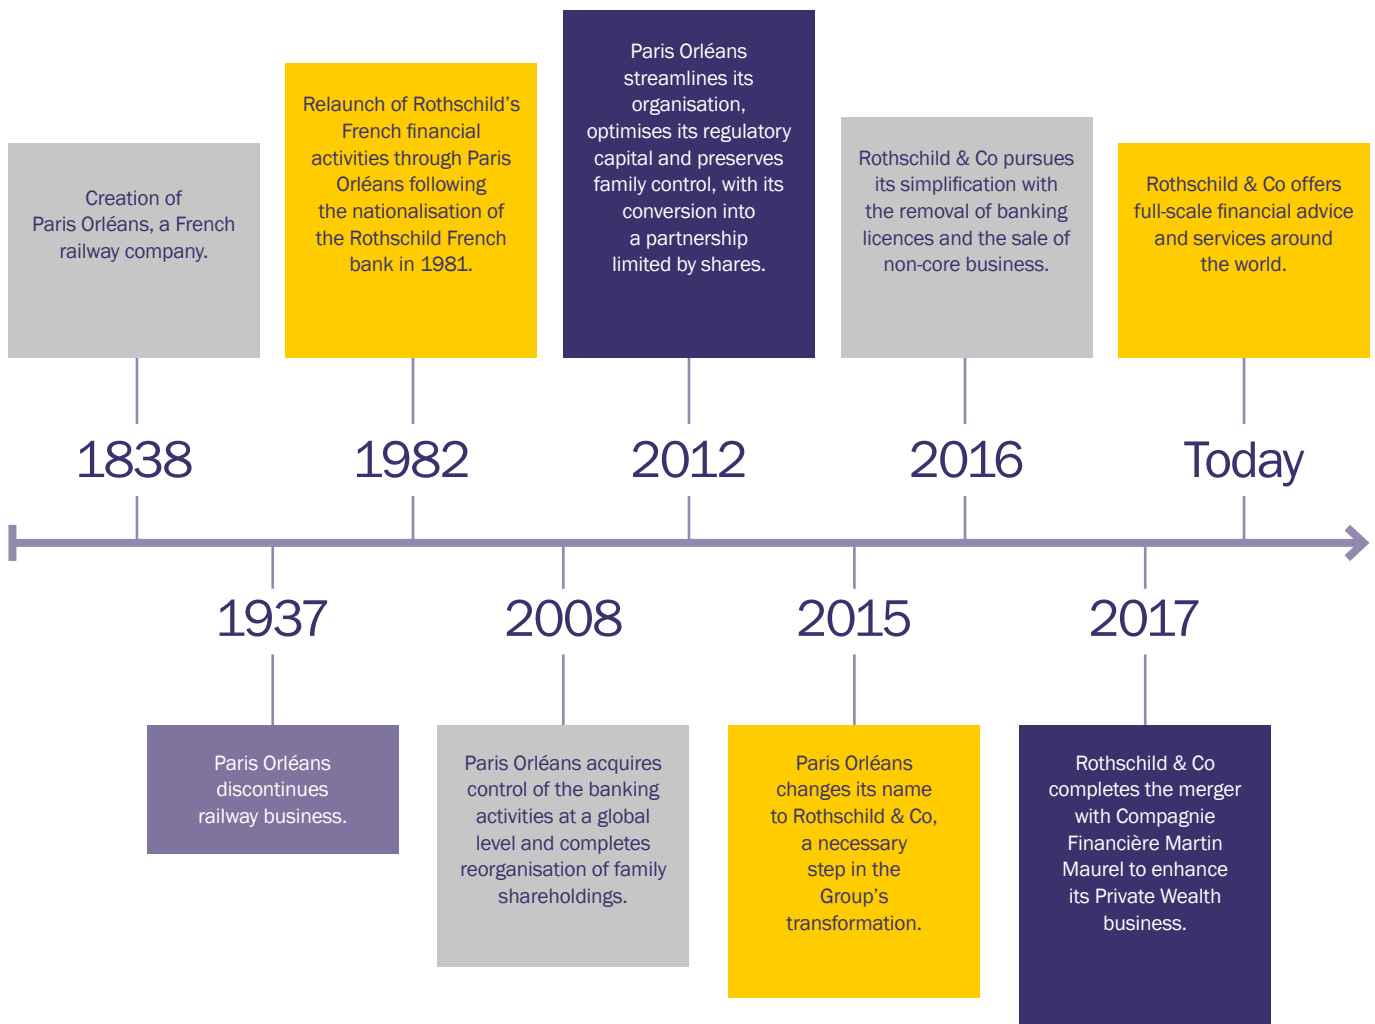 Creation of
Paris Orléans, a French
railway company.
1838
Paris Orléans
discontinues
railway business.
1937
Relaunch of Rothschild's
French financial
activities through Paris
Orléans following
the nationalisation of
the Rothschild French
bank in 1981.
1982
2008
Paris Orléans acquires
control of the banking
activities at a global
level and completes
reorganisation of family
shareholdings.
Paris Orléans
streamlines its
organisation,
optimises its regulatory
capital and preserves
family control, with its
conversion into
a partnership
limited by shares.
2012
2015
Paris Orléans
changes its name
to Rothschild & Co,
a necessary
step in the
Group's
transformation.
Rothschild & Co pursues
its simplification with
the removal of banking
licences and the sale of
non-core business.
2016
2017
Rothschild & Co
completes the merger
with Compagnie
Financière Martin
Maurel to enhance
its Private Wealth
business.
Rothschild & Co offers
full-scale financial advice
and services around
the world.
Today